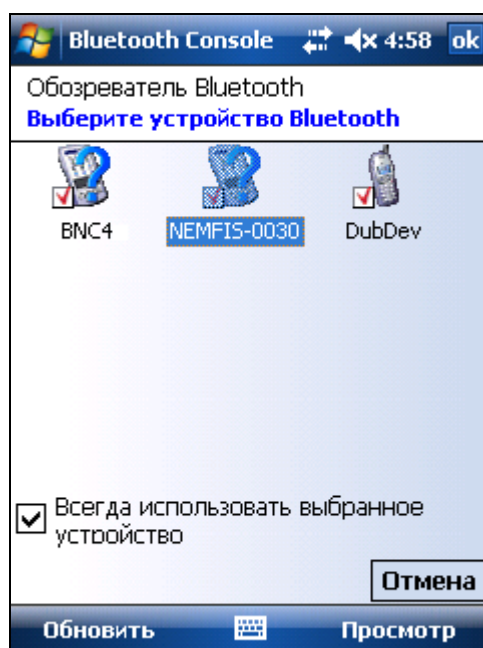 Bluetooth Console 4:58 ok
Обозреватель Bluetooth
Выберите устройство Bluetooth
BNC4 NEMFIS-0030 DubDev
Всегда использовать выбранное
устройство
Отмена
Обновить Просмотр